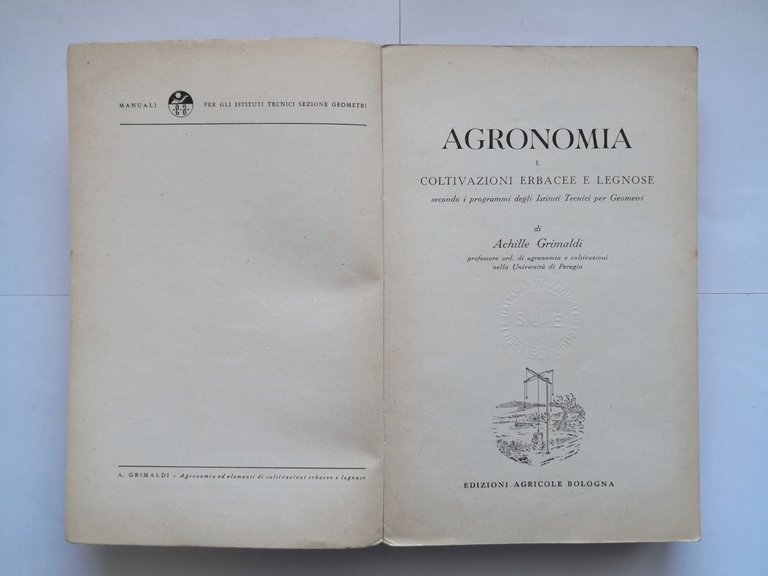 MANUALI PER GLI ISTITUTI TECNICI SEZIONE GEOMETRI
A. GRIMALDI - Agronomia ed elementi di coltivazioni erbacee e legnose
AGRONOMIA
E
COLTIVAZIONI ERBACEE E LEGNOSE
secondo i programmi degli Istituti Tecnici per Geometri
di
Achille Grimaldi
professore ord. di agronomia e coltivazioni
nella Università di Perugia
S.I.A.E.
EDIZIONI AGRICOLE BOLOGNA